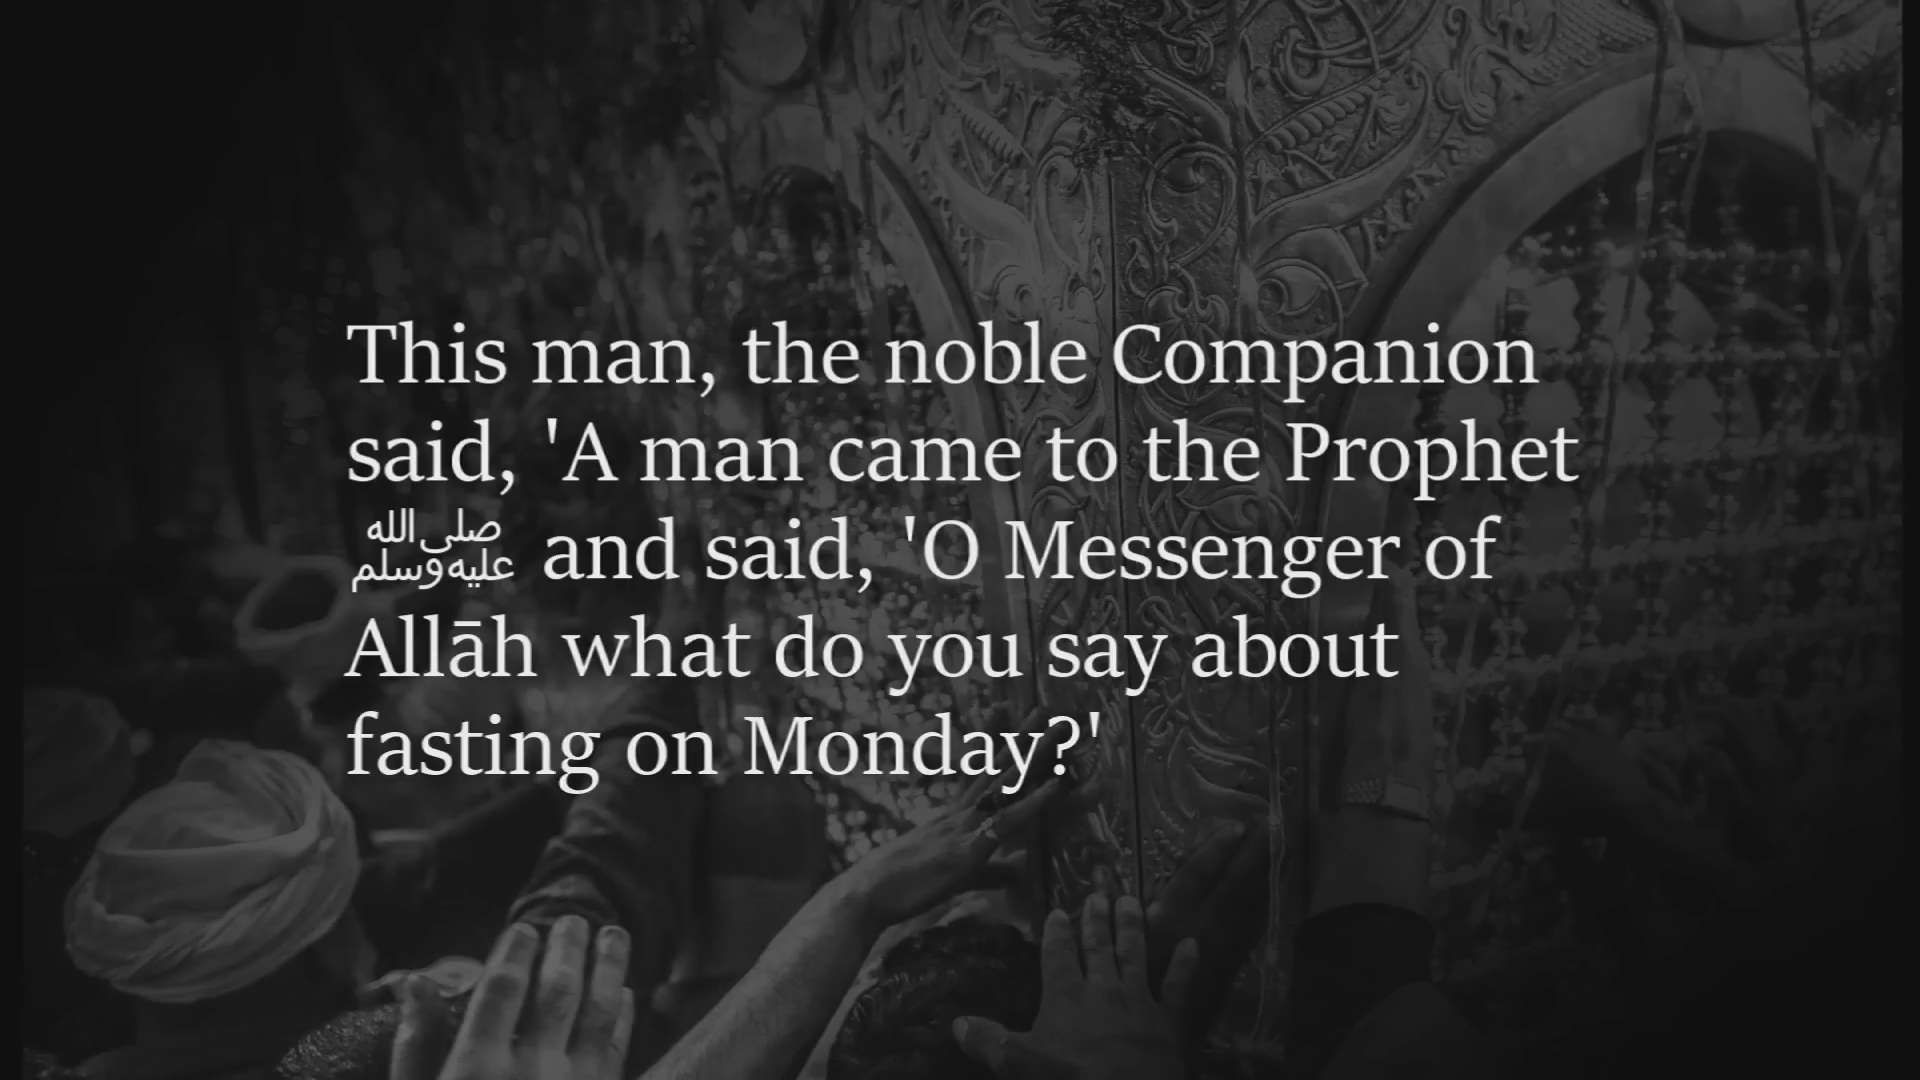 This man, the noble Companion
said, 'A man came to the Prophet
ﷺ and said, 'O Messenger of
Allāh what do you say about
fasting on Monday?'